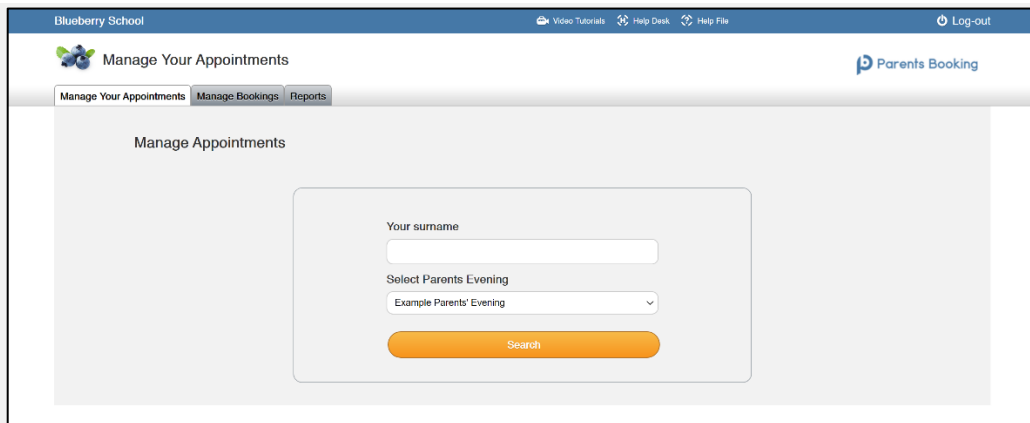 Blueberry School Video Tutorials Help Desk Help File Log-out
Manage Your Appointments Parents Booking
Manage Your Appointments Manage Bookings Reports
Manage Appointments
Your surname
Select Parents Evening
Example Parents' Evening
Search